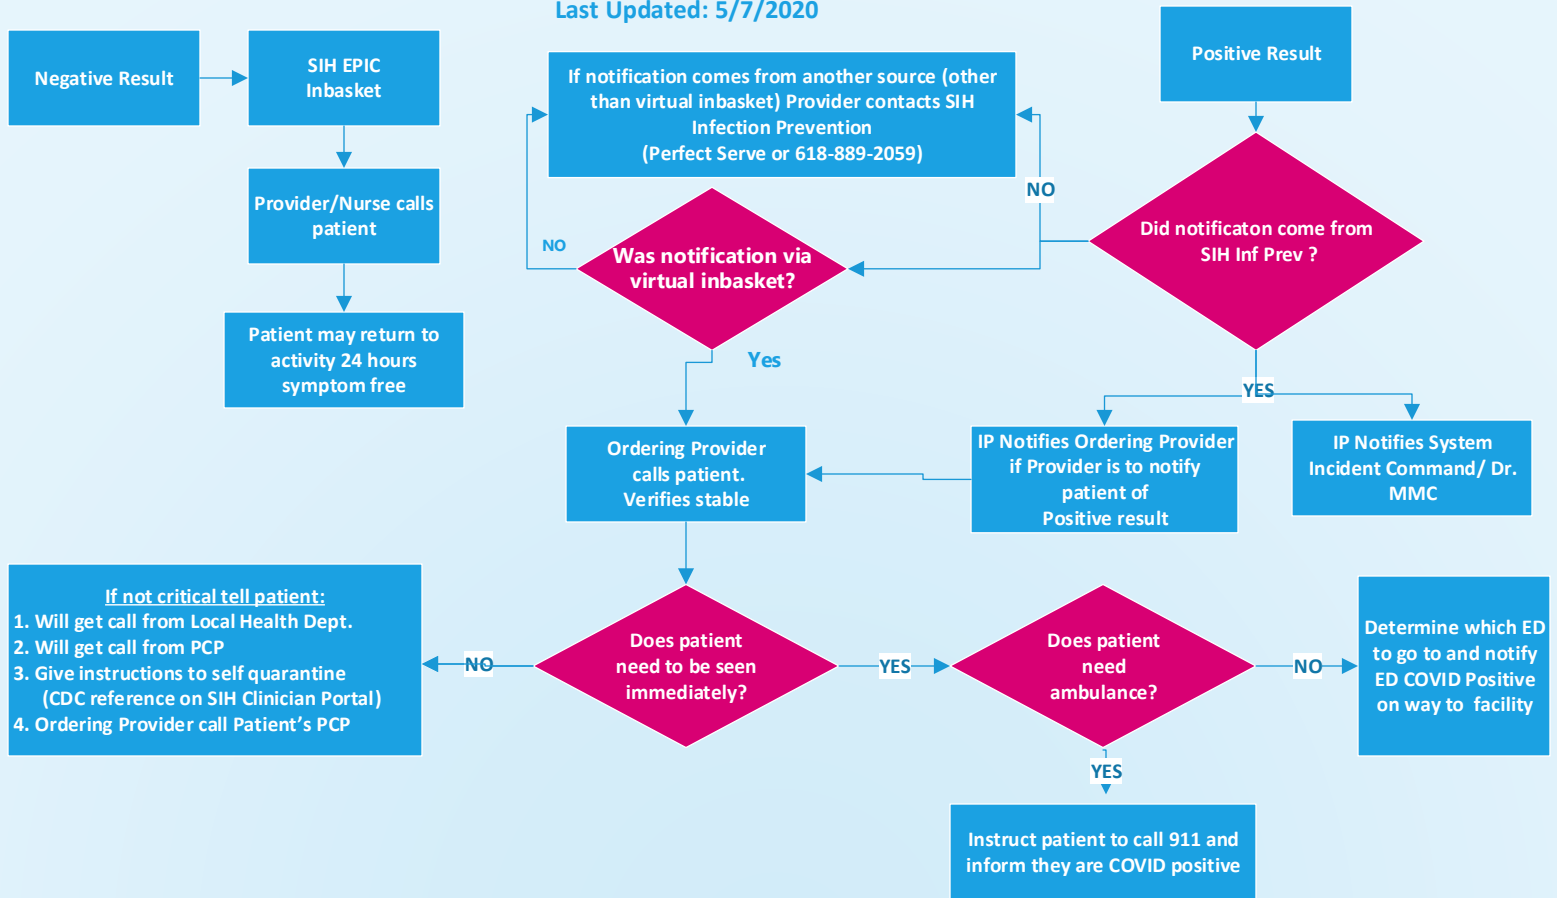 Last Updated: 5/7/2020
Negative Result
SIH EPIC
Inbasket
Provider/Nurse calls
patient
Patient may return to
activity 24 hours
symptom free
If notification comes from another source (other
than virtual inbasket) Provider contacts SIH
Infection Prevention
(Perfect Serve or 618-889-2059)
Positive Result
NO
Did notificaton come from
SIH Inf Prev ?
NO
Was notification via
virtual inbasket?
Yes
YES
Ordering Provider
calls patient.
Verifies stable
IP Notifies Ordering Provider
if Provider is to notify
patient of
Positive result
IP Notifies System
Incident Command/ Dr.
MMC
If not critical tell patient:
1. Will get call from Local Health Dept.
2. Will get call from PCP
3. Give instructions to self quarantine
(CDC reference on SIH Clinician Portal)
4. Ordering Provider call Patient’s PCP
NO
Does patient
need to be seen
immediately?
YES
Does patient
need
ambulance?
NO
Determine which ED
to go to and notify
ED COVID Positive
on way to facility
YES
Instruct patient to call 911 and
inform they are COVID positive